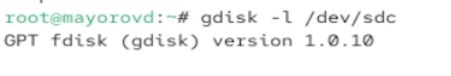 root@mayorovd:~# gdisk -l /dev/sdc
GPT fdisk (gdisk) version 1.0.10